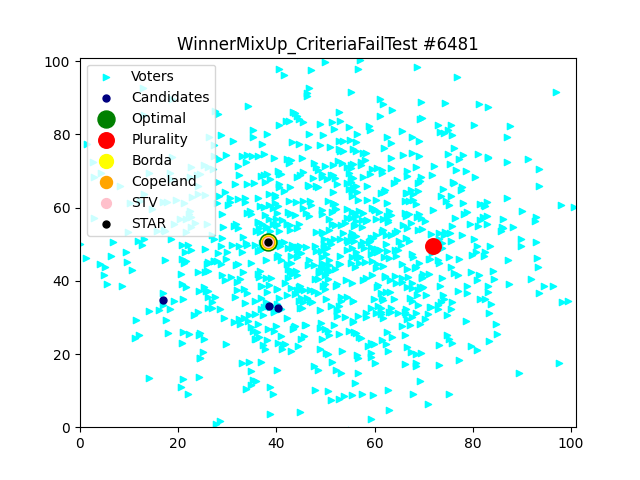 WinnerMixUp_CriteriaFailTest #6481
100
80
60
40
20
0
0
20
40
60
80
100
Voters
Candidates
Optimal
Plurality
Borda
Copeland
STV
STAR